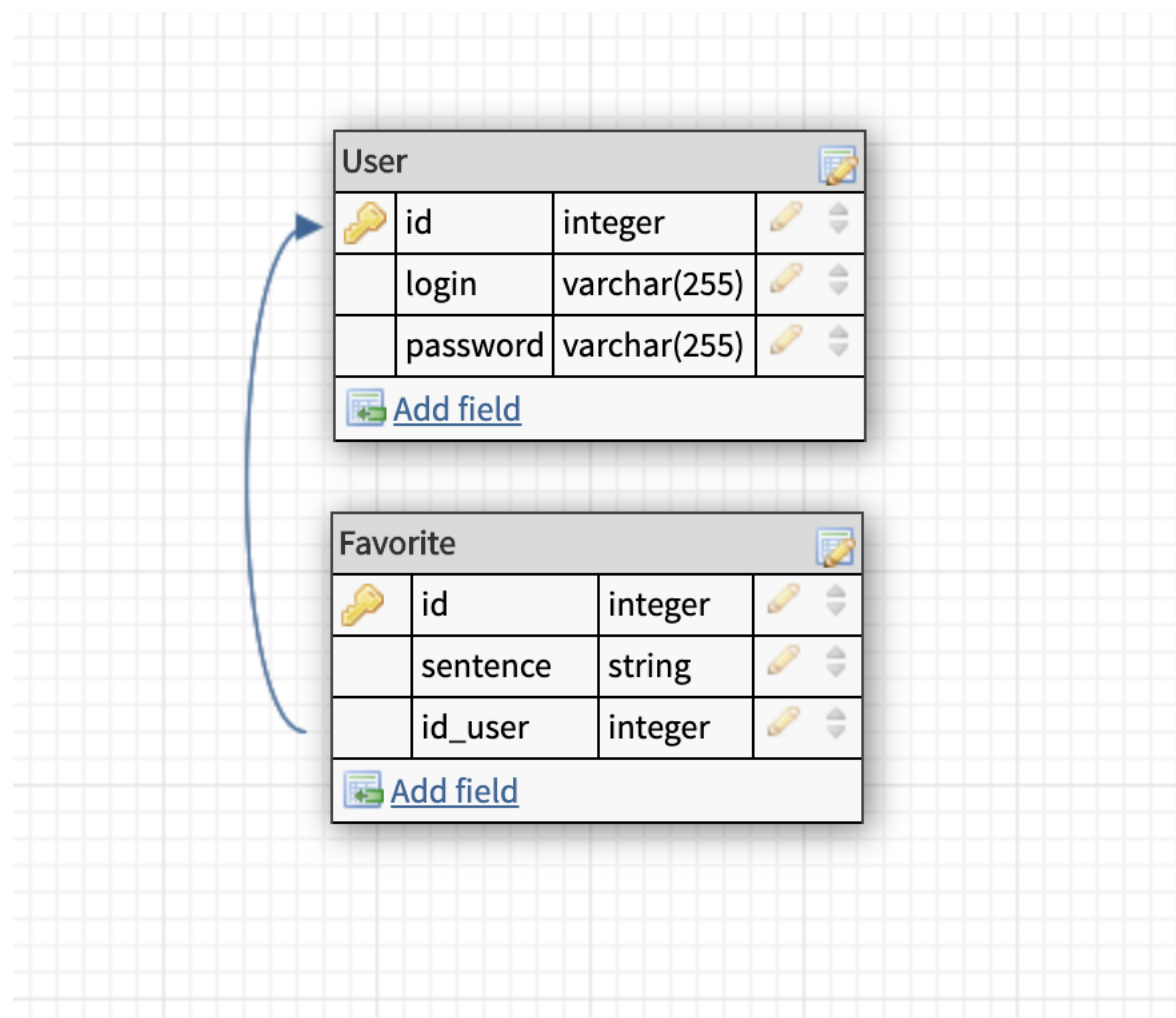 User
id integer
login varchar(255)
password varchar(255)
Add field
Favorite
id integer
sentence string
id_user integer
Add field